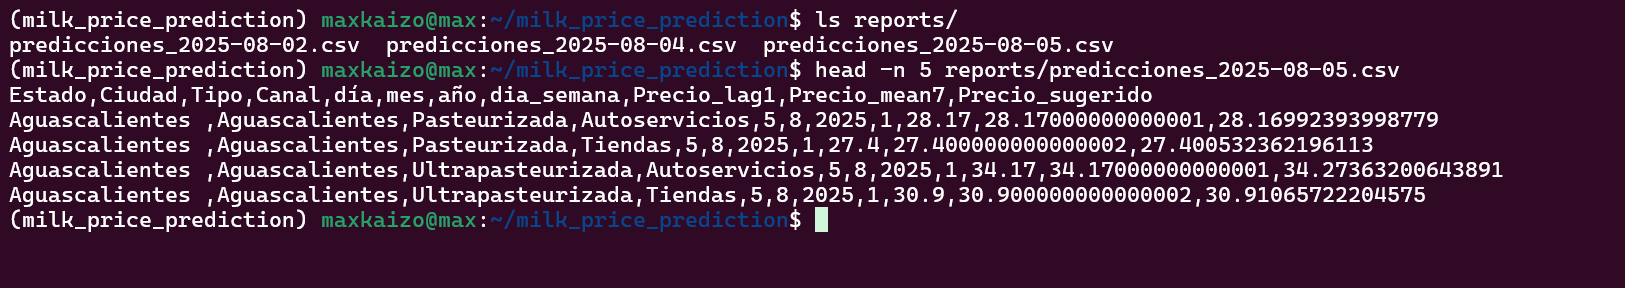 (milk_price_prediction) maxkaizo@max:~/milk_price_prediction$ ls reports/
predicciones_2025-08-02.csv  predicciones_2025-08-04.csv  predicciones_2025-08-05.csv
(milk_price_prediction) maxkaizo@max:~/milk_price_prediction$ head -n 5 reports/predicciones_2025-08-05.csv
Estado,Ciudad,Tipo,Canal,día,mes,año,dia_semana,Precio_lag1,Precio_mean7,Precio_sugerido
Aguascalientes ,Aguascalientes,Pasteurizada,Autoservicios,5,8,2025,1,28.17,28.17000000000001,28.16992393998779
Aguascalientes ,Aguascalientes,Pasteurizada,Tiendas,5,8,2025,1,27.4,27.400000000000002,27.400532362196113
Aguascalientes ,Aguascalientes,Ultrapasteurizada,Autoservicios,5,8,2025,1,34.17,34.17000000000001,34.27363200643891
Aguascalientes ,Aguascalientes,Ultrapasteurizada,Tiendas,5,8,2025,1,30.9,30.900000000000002,30.91065722204575
(milk_price_prediction) maxkaizo@max:~/milk_price_prediction$